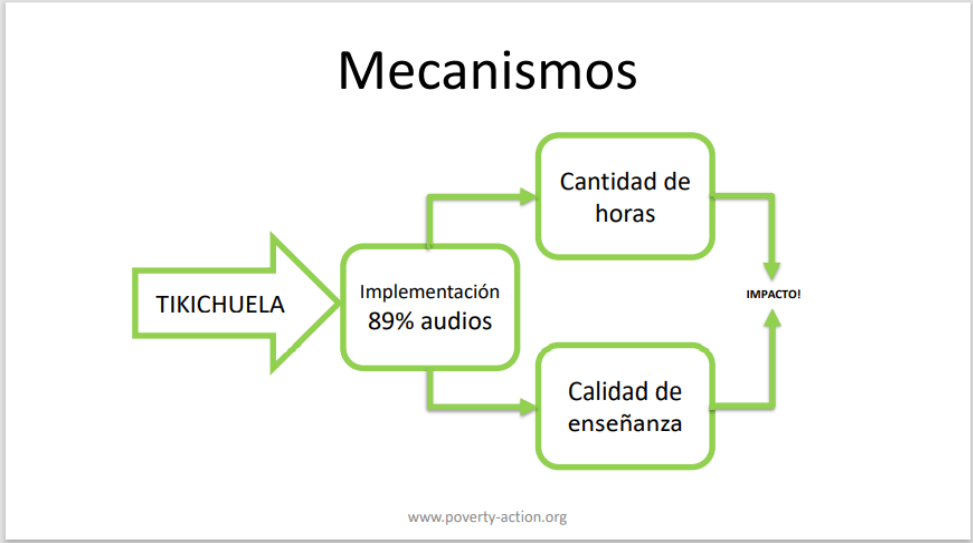 Mecanismos
Cantidad de
horas
TIKICHUELA
Implementación
89% audios
IMPACTO!
Calidad de
enseñanza
www.poverty-action.org